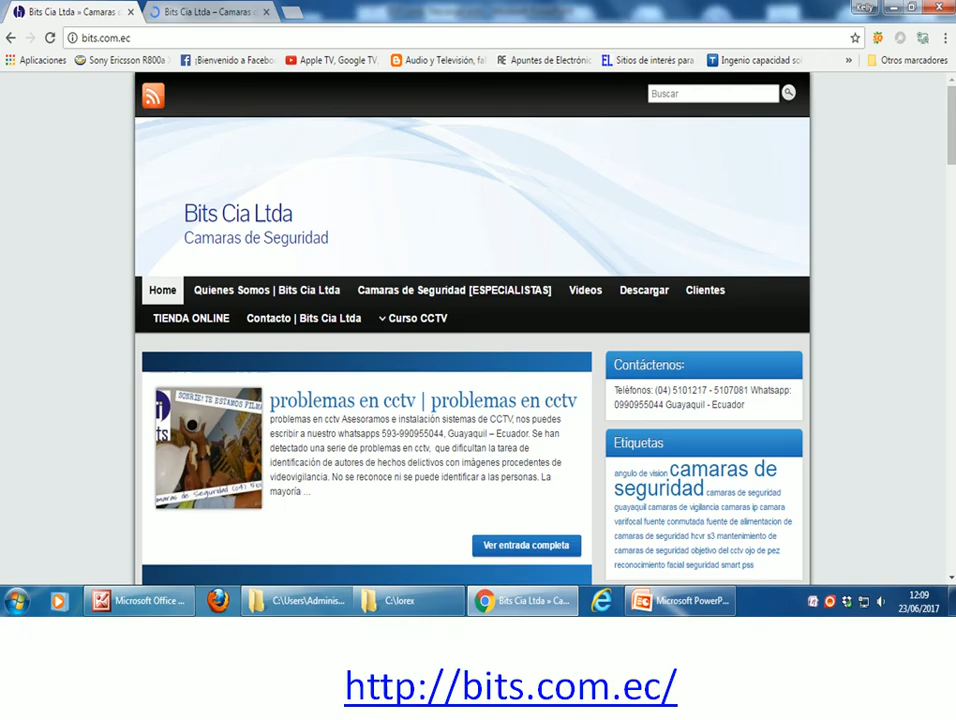 Bits Cia Ltda » Camaras c
Bits Cia Ltda – Camaras e
Kelly
bits.com.ec
Aplicaciones
Sony Ericsson R800a
¡Bienvenido a Facebo
Apple TV, Google TV,
Audio y Televisión, fal
Apuntes de Electrónic
Sitios de interés para
Ingenio capacidad sol
»
Otros marcadores
Buscar
Bits Cia Ltda
Camaras de Seguridad
Home
Quienes Somos | Bits Cia Ltda
Camaras de Seguridad [ESPECIALISTAS]
Videos
Descargar
Clientes
TIENDA ONLINE
Contacto | Bits Cia Ltda
Curso CCTV
problemas en cctv | problemas en cctv
problemas en cctv Asesoramos e instalación sistemas de CCTV, nos puedes
escribir a nuestro whatsapps 593-990955044, Guayaquil – Ecuador. Se han
detectado una serie de problemas en cctv, que dificultan la tarea de
identificación de autores de hechos delictivos con imágenes procedentes de
videovigilancia. No se reconoce ni se puede identificar a las personas. La
mayoría ...
Ver entrada completa
Contáctenos:
Teléfonos: (04) 5101217 - 5107081 Whatsapp:
0990955044 Guayaquil - Ecuador
Etiquetas
angulo de vision camaras de
seguridad camaras de seguridad
guayaquil camaras de vigilancia camaras ip camara
varifocal fuente conmutada fuente de alimentacion de
camaras de seguridad hcvr s3 mantenimiento de
camaras de seguridad objetivo del cctv ojo de pez
reconocimiento facial seguridad smart pss
Microsoft Office ...
C:\Users\Adminis...
C:\lorex
Bits Cia Ltda » Ca...
Microsoft PowerP...
12:09
23/06/2017
http://bits.com.ec/